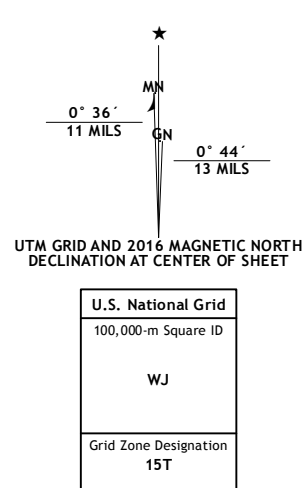 ★
MN
0° 36´
11 MILS
GN
0° 44´
13 MILS
UTM GRID AND 2016 MAGNETIC NORTH
DECLINATION AT CENTER OF SHEET
U.S. National Grid
100,000-m Square ID
WJ
Grid Zone Designation
15T